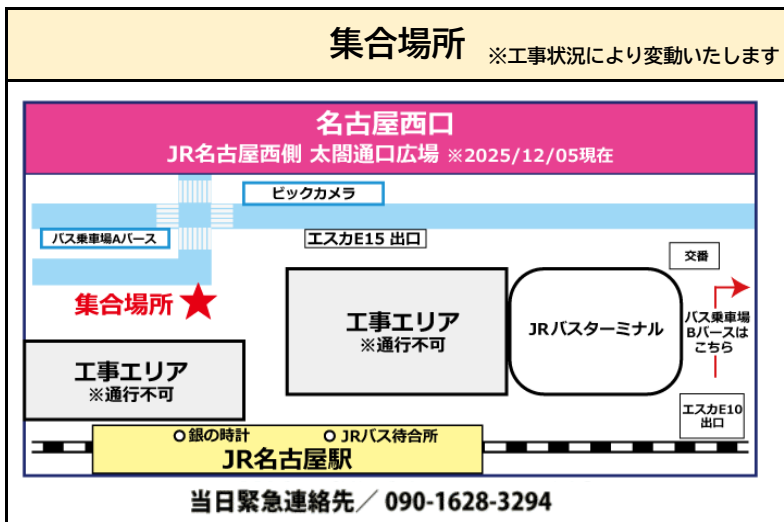 集合場所 ※工事状況により変動いたします
名古屋西口
JR名古屋西側 太閤通口広場 ※2025/12/05現在
ビックカメラ
バス乗車場Aバース
エスカE15 出口
交番
集合場所
工事エリア
※通行不可
JRバスターミナル
バス乗車場
Bバースは
こちら
工事エリア
※通行不可
エスカE10
出口
銀の時計
JRバス待合所
JR名古屋駅
当日緊急連絡先／ 090-1628-3294